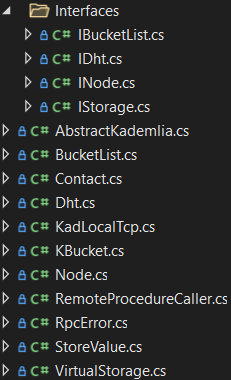 Interfaces
C# IBucketList.cs
C# IDht.cs
C# INode.cs
C# IStorage.cs
C# AbstractKademlia.cs
C# BucketList.cs
C# Contact.cs
C# Dht.cs
C# KadLocalTcp.cs
C# KBucket.cs
C# Node.cs
C# RemoteProcedureCaller.cs
C# RpcError.cs
C# StoreValue.cs
C# VirtualStorage.cs